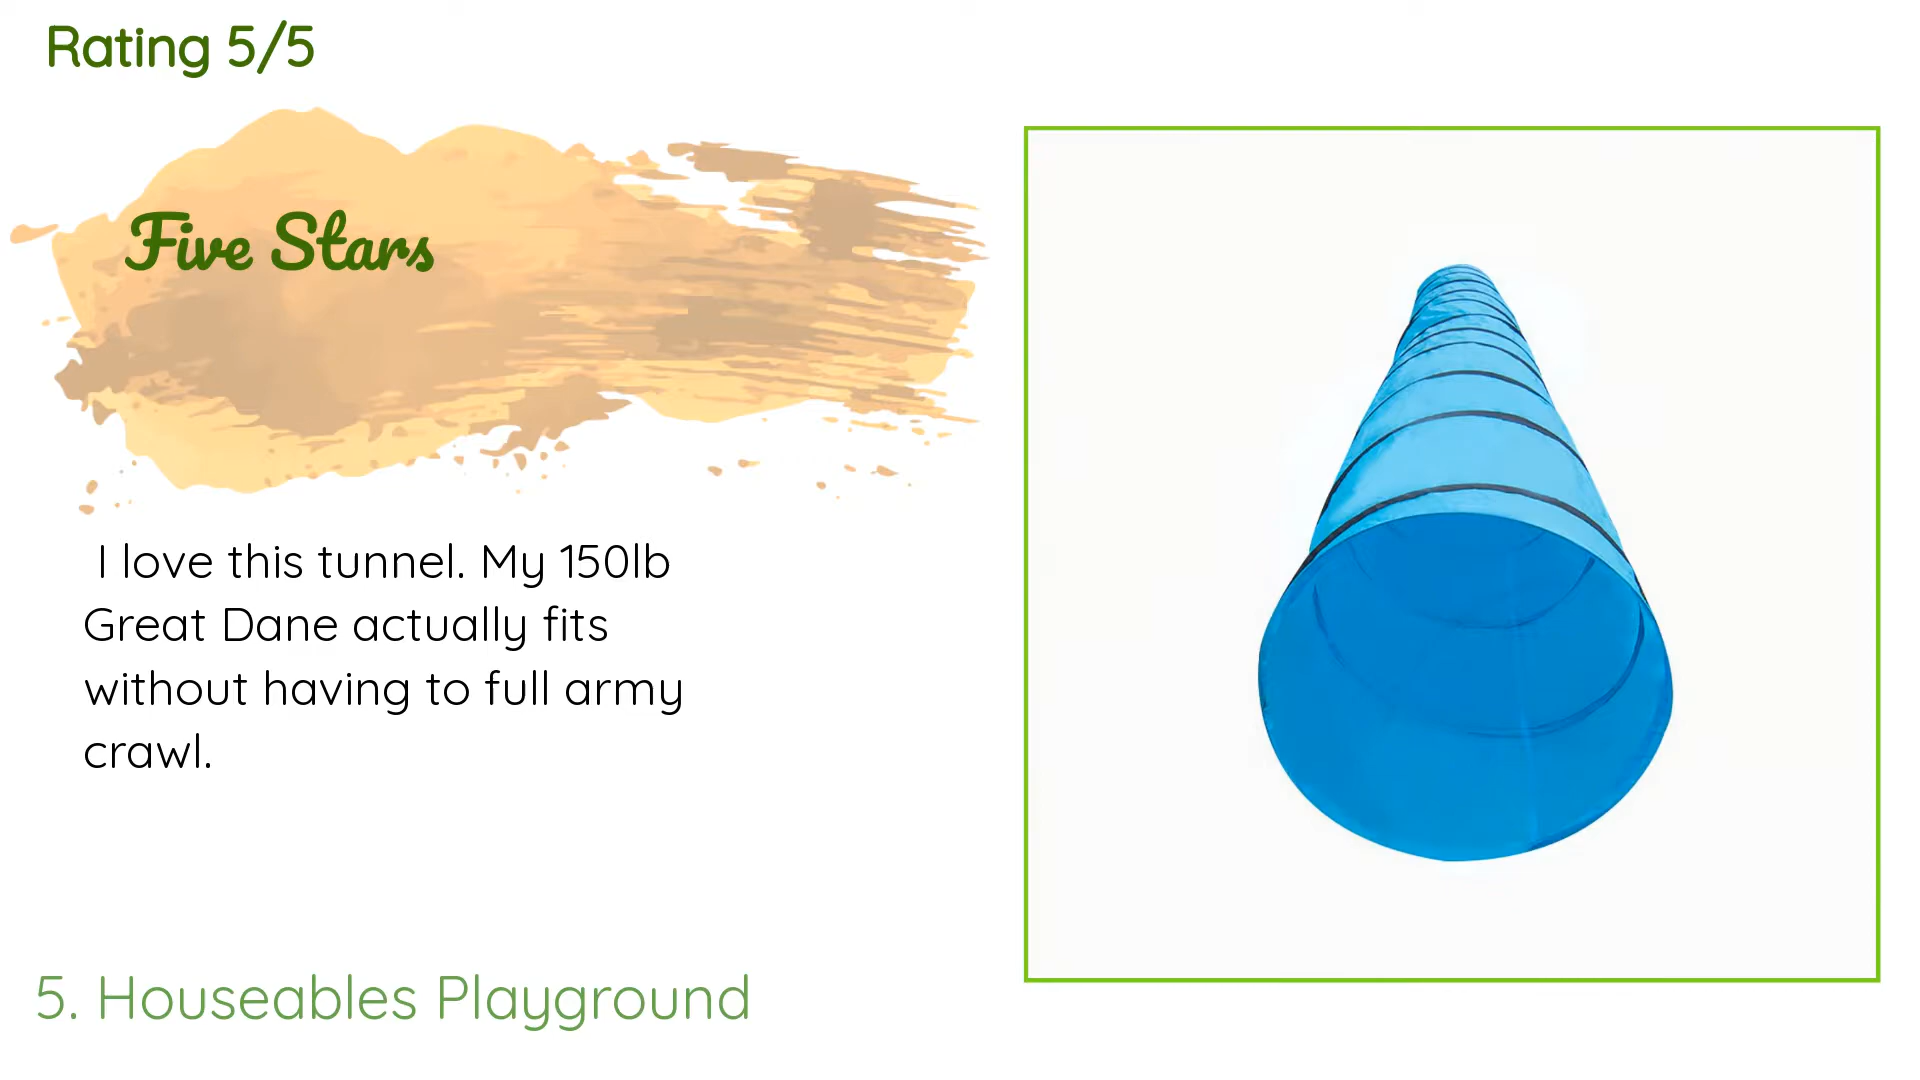 Rating 5/5
Five Stars
I love this tunnel. My 150lb
Great Dane actually fits
without having to full army
crawl.
5. Houseables Playground